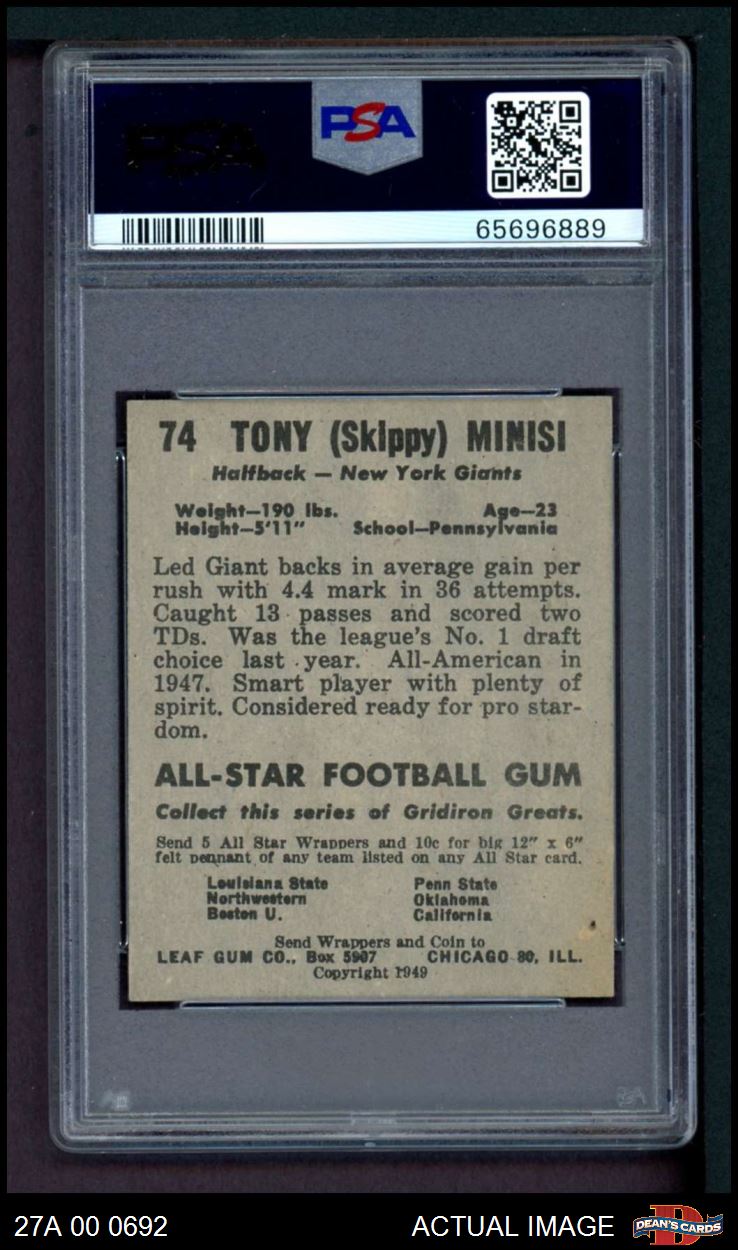 PSA
PSA
65696889
74 TONY (Skippy) MINISI
Halfback — New York Giants
Weight—190 lbs. Age—23
Height—5'11" School—Pennsylvania
Led Giant backs in average gain per
rush with 4.4 mark in 36 attempts.
Caught 13 passes and scored two
TDs. Was the league's No. 1 draft
choice last year. All-American in
1947. Smart player with plenty of
spirit. Considered ready for pro star-
dom.
ALL-STAR FOOTBALL GUM
Collect this series of Gridiron Greats.
Send 5 All Star Wrappers and 10c for big 12" x 6"
felt pennant of any team listed on any All Star card.
Louisiana State Penn State
Northwestern Oklahoma
Boston U. California
Send Wrappers and Coin to
LEAF GUM CO., Box 5907 CHICAGO 80, ILL.
Copyright 1949
27A 00 0692 ACTUAL IMAGE DEAN'S CARDS